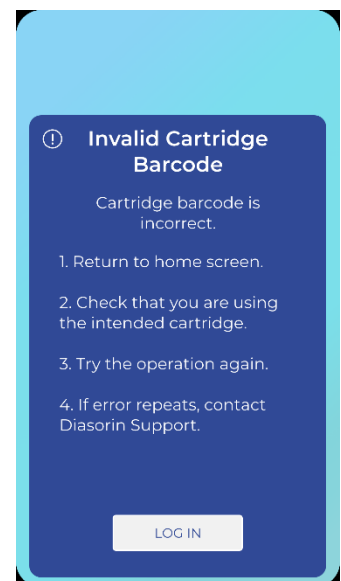 Invalid Cartridge
Barcode
Cartridge barcode is
incorrect.
1. Return to home screen.
2. Check that you are using
the intended cartridge.
3. Try the operation again.
4. If error repeats, contact
Diasorin Support.
LOG IN